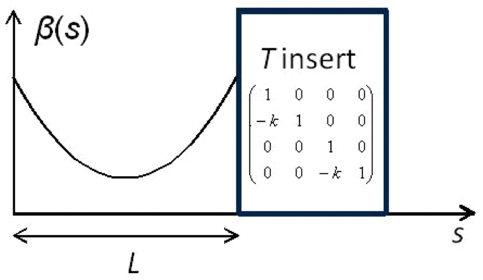 β(s)
T insert
1 0 0 0
-k 1 0 0
0 0 1 0
0 0 -k 1
s
L